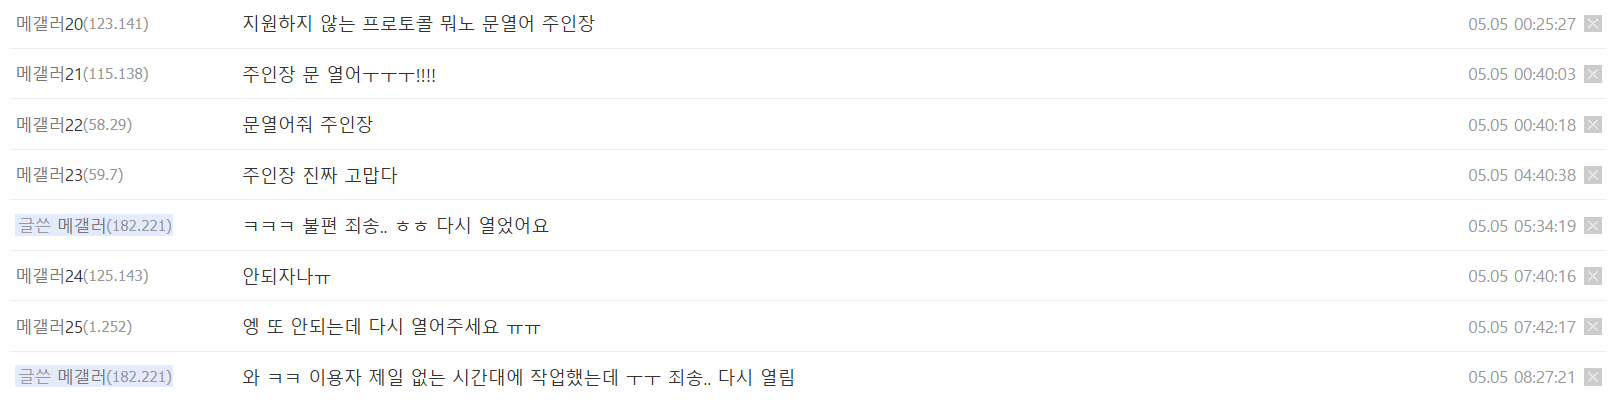 메갤러20(123.141) 지원하지 않는 프로토콜 뭐노 문열어 주인장 05.05 00:25:27
메갤러21(115.138) 주인장 문 열어ㅜㅜㅜ!!!! 05.05 00:40:03
메갤러22(58.29) 문열어줘 주인장 05.05 00:40:18
메갤러23(59.7) 주인장 진짜 고맙다 05.05 04:40:38
글쓴 메갤러(182.221) ㅋㅋㅋ 불편 죄송.. ㅎㅎ 다시 열었어요 05.05 05:34:19
메갤러24(125.143) 안되자나ㅠ 05.05 07:40:16
메갤러25(1.252) 엥 또 안되는데 다시 열어주세요 ㅠㅠ 05.05 07:42:17
글쓴 메갤러(182.221) 와 ㅋㅋ 이용자 제일 없는 시간대에 작업했는데 ㅜㅜ 죄송.. 다시 열림 05.05 08:27:21